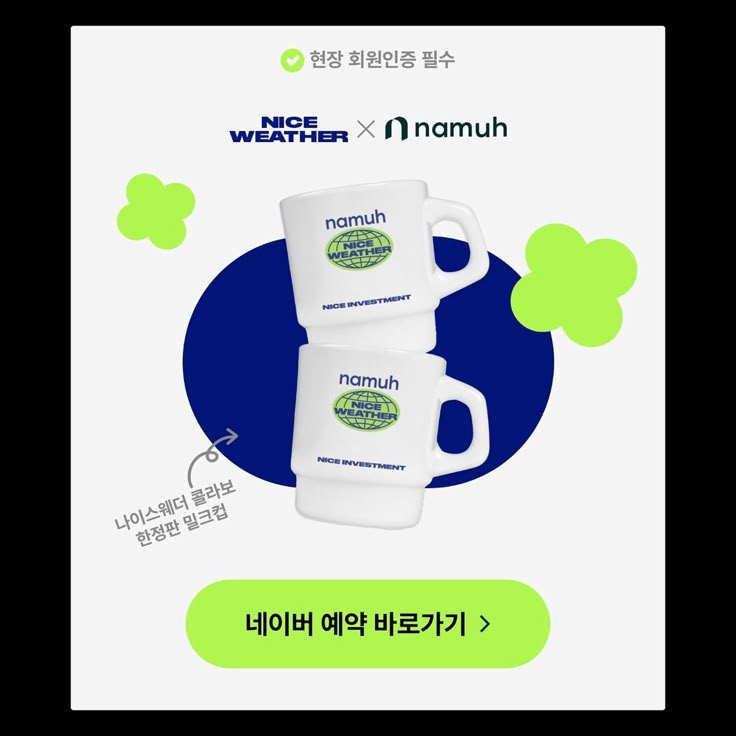 현장 회원인증 필수
NICE
WEATHER × namuh
namuh
NICE
WEATHER
NICE INVESTMENT
namuh
NICE
WEATHER
NICE INVESTMENT
나이스웨더 콜라보
한정판 밀크컵
네이버 예약 바로가기 >